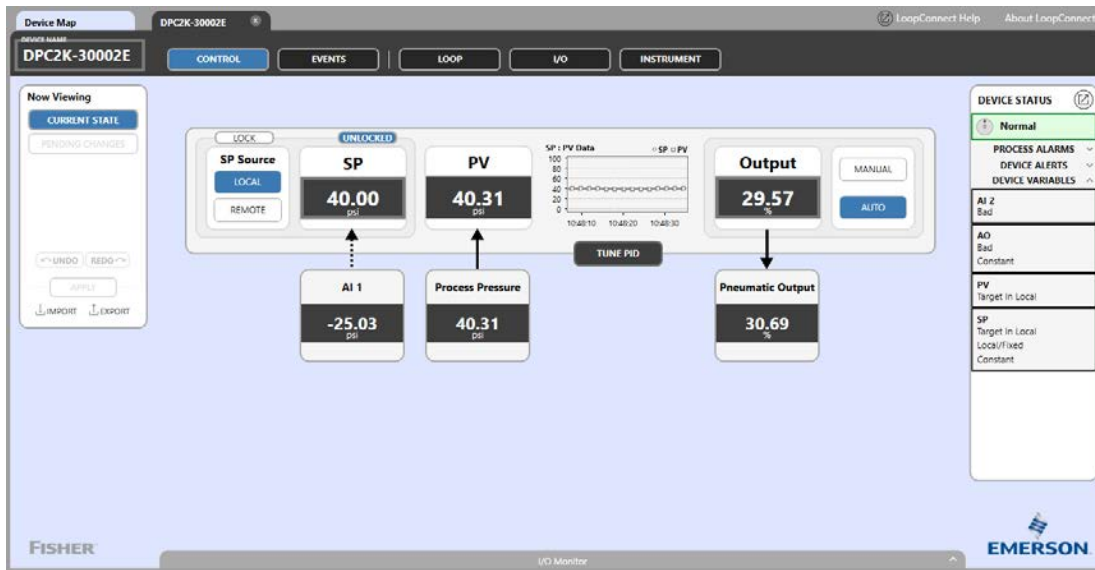 Device Map
DPC2K-30002E
LoopConnect Help
About LoopConnect
DEVICE NAME
DPC2K-30002E
CONTROL
EVENTS
LOOP
I/O
INSTRUMENT
Now Viewing
CURRENT STATE
PENDING CHANGES
UNDO
REDO
APPLY
IMPORT
EXPORT
LOCK
UNLOCKED
SP Source
LOCAL
REMOTE
SP
40.00
psi
PV
40.31
psi
SP : PV Data
SP PV
100
80
60
40
20
0
10:48:10 10:48:20 10:48:30
Output
29.57
%
MANUAL
AUTO
TUNE PID
AI 1
-25.03
psi
Process Pressure
40.31
psi
Pneumatic Output
30.69
%
DEVICE STATUS
Normal
PROCESS ALARMS
DEVICE ALERTS
DEVICE VARIABLES
AI 2
Bad
AO
Bad
Constant
PV
Target In Local
SP
Target In Local
Local/Fixed
Constant
FISHER
I/O Monitor
EMERSON